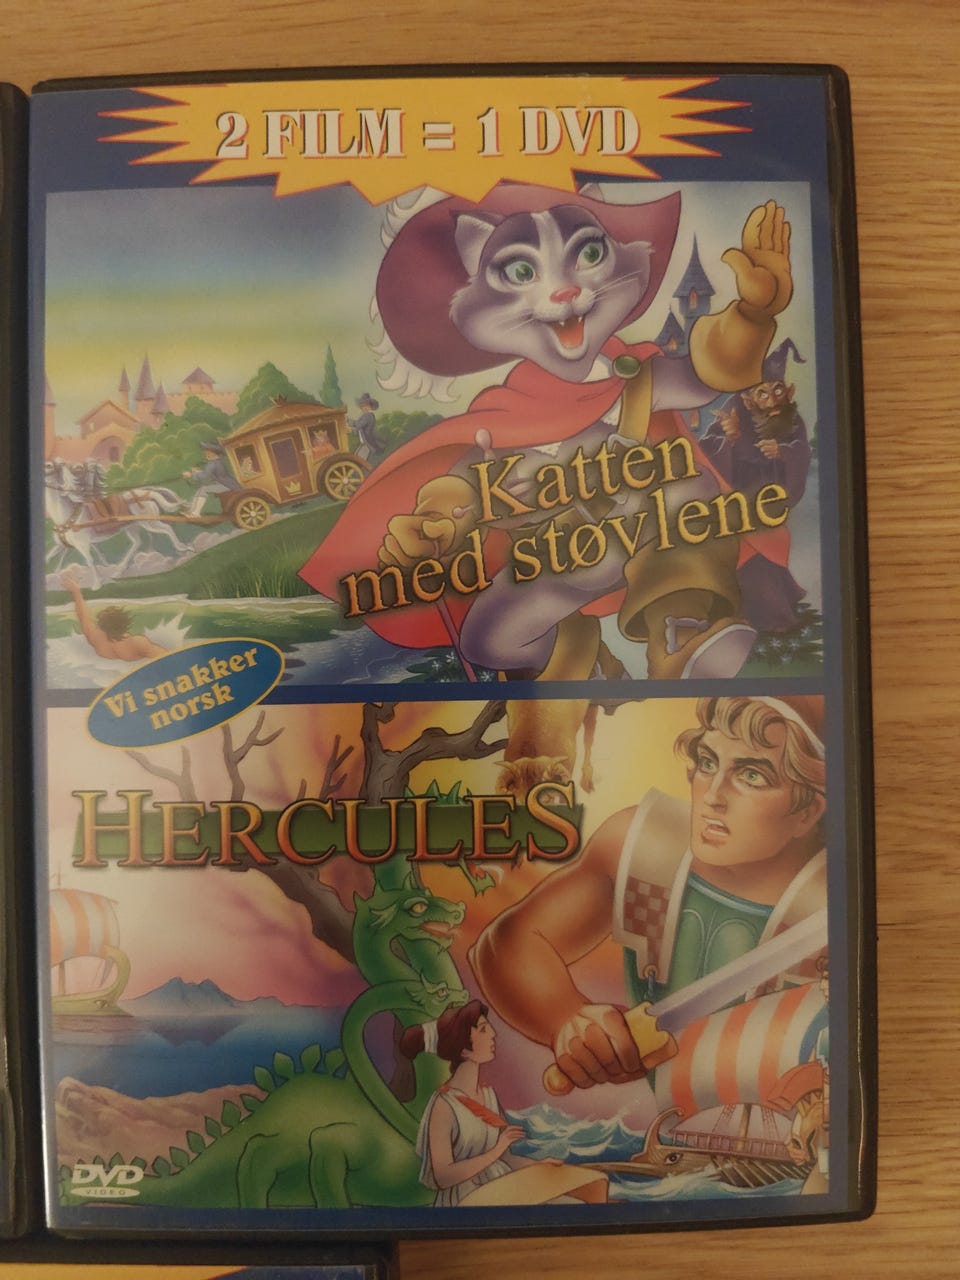 2 FILM = 1 DVD
Katten
med støvlene
Vi snakker
norsk
HERCULES
DVD
VIDEO